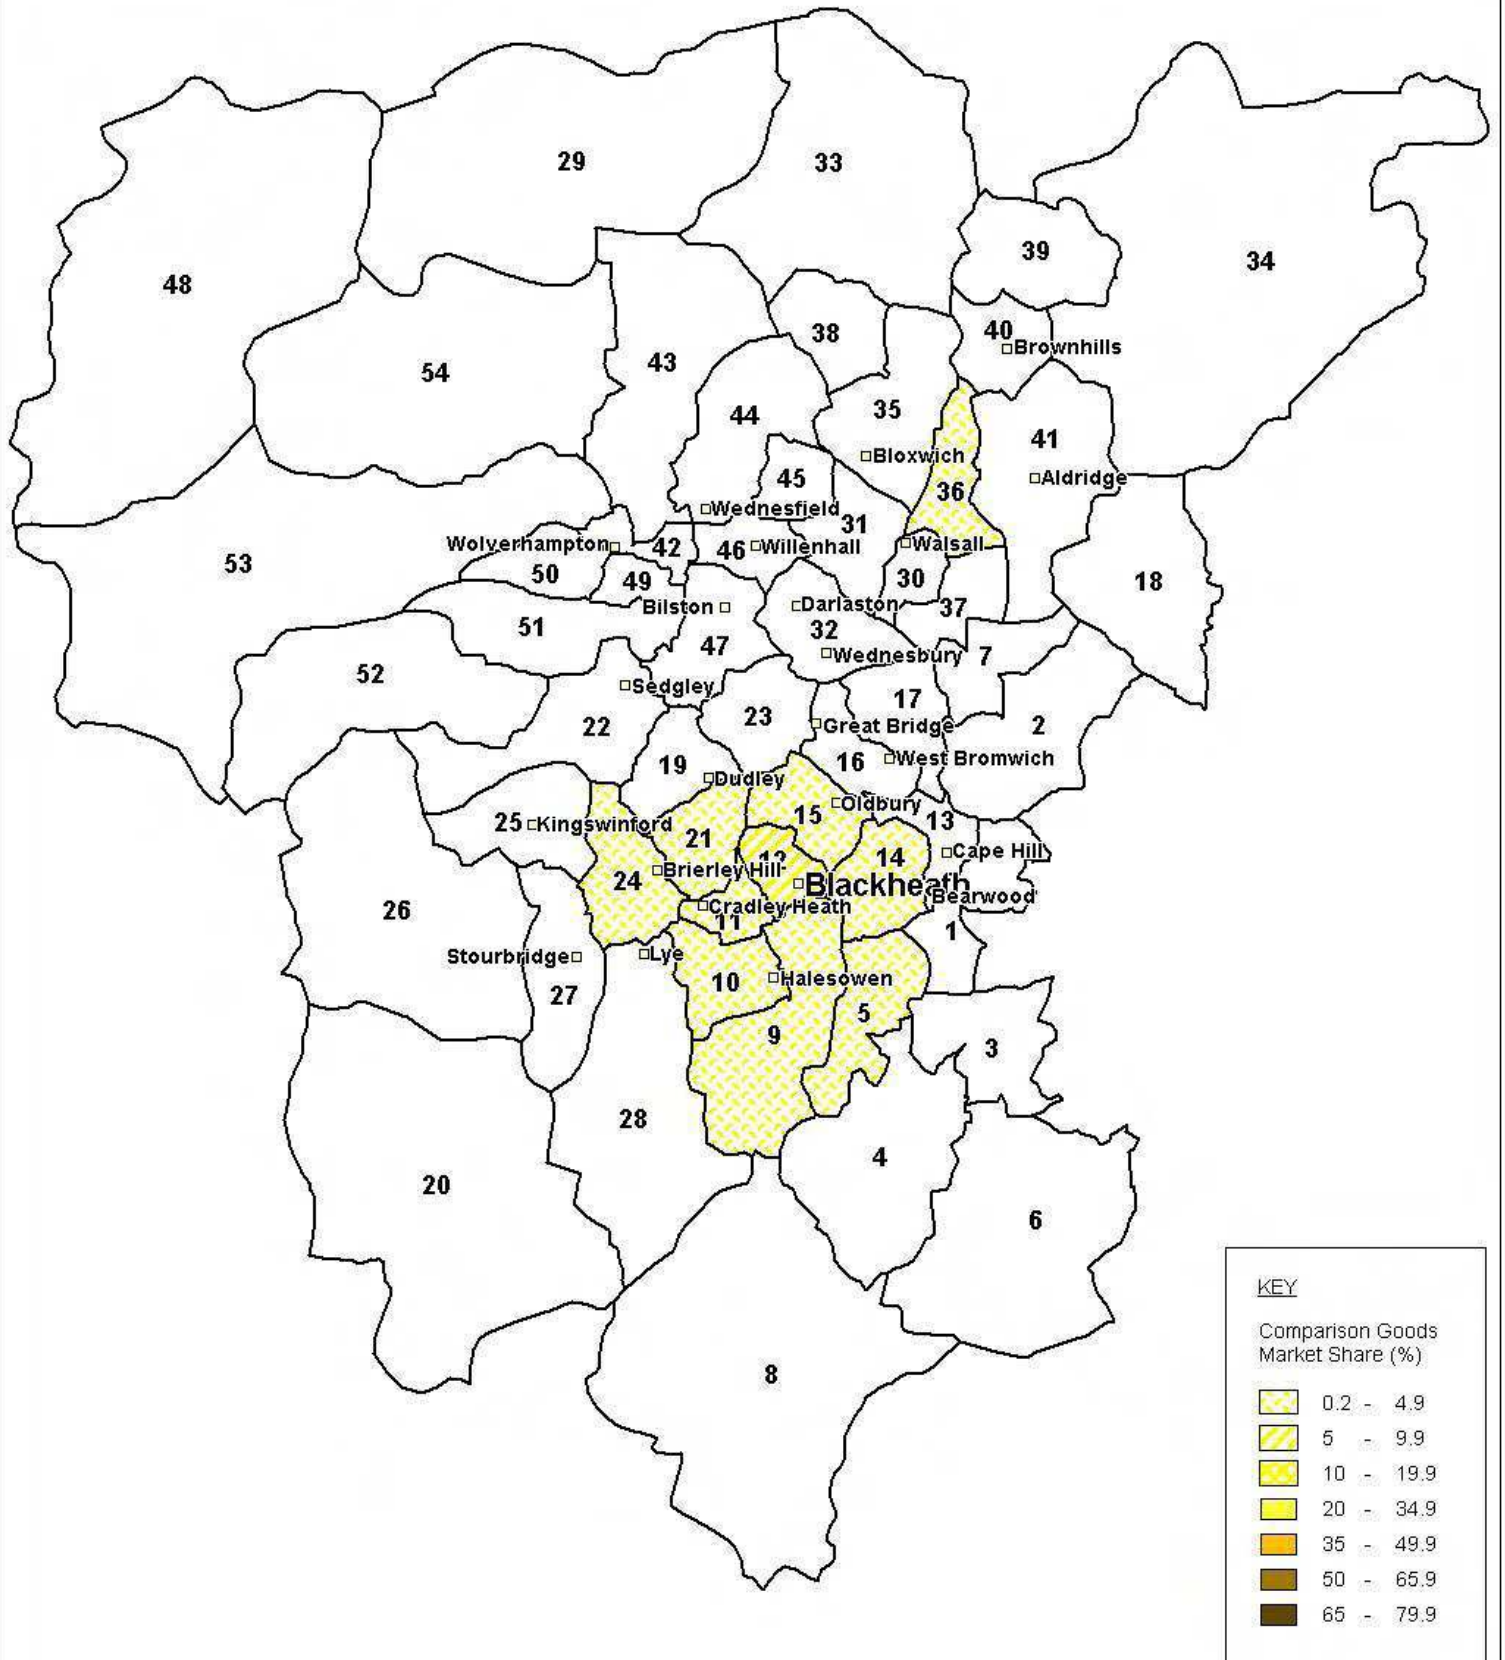 29
33
39
34
48
40
Brownhills
38
43
54
35
44
41
Bloxwich
Aldridge
45
36
Wednesfield
31
Wolverhampton
42
46
Willenhall
Walsall
53
50
49
30
18
Bilston
Darlaston
37
51
32
47
Wednesbury
7
52
Sedgley
17
22
23
Great Bridge
2
19
16
West Bromwich
Dudley
15
Oldbury
25
Kingswinford
21
13
12
14
Cape Hill
24
Brierley Hill
Blackheath
Bearwood
26
Cradley Heath
11
1
Stourbridge
Lye
10
Halesowen
27
5
9
3
28
4
20
6
8
KEY
Comparison Goods
Market Share (%)
0.2 - 4.9
5 - 9.9
10 - 19.9
20 - 34.9
35 - 49.9
50 - 65.9
65 - 79.9